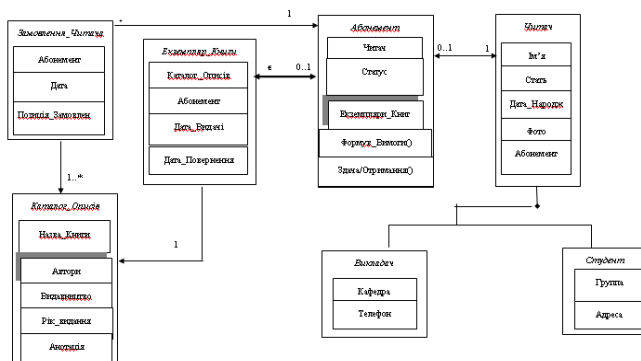 Замовлення_Читача
Абонемент
Дата
Позиція_Замовлен
1..*
*
1
Екземпляр_Книги
Каталог_Описів
Абонемент
Дата_Видачі
Дата_Повернення
є
0..1
1
Абонемент
Читач
Статус
Екземпляри_Книг
Формув_Вимоги()
Здача/Отримання()
0..1
1
Читач
Ім’я
Стать
Дата_Народж
Фото
Абонемент
Каталог_Описів
Назва_Книги
Автори
Видавництво
Рік_видання
Анотація
Викладач
Кафедра
Телефон
Студент
Группа
Адреса